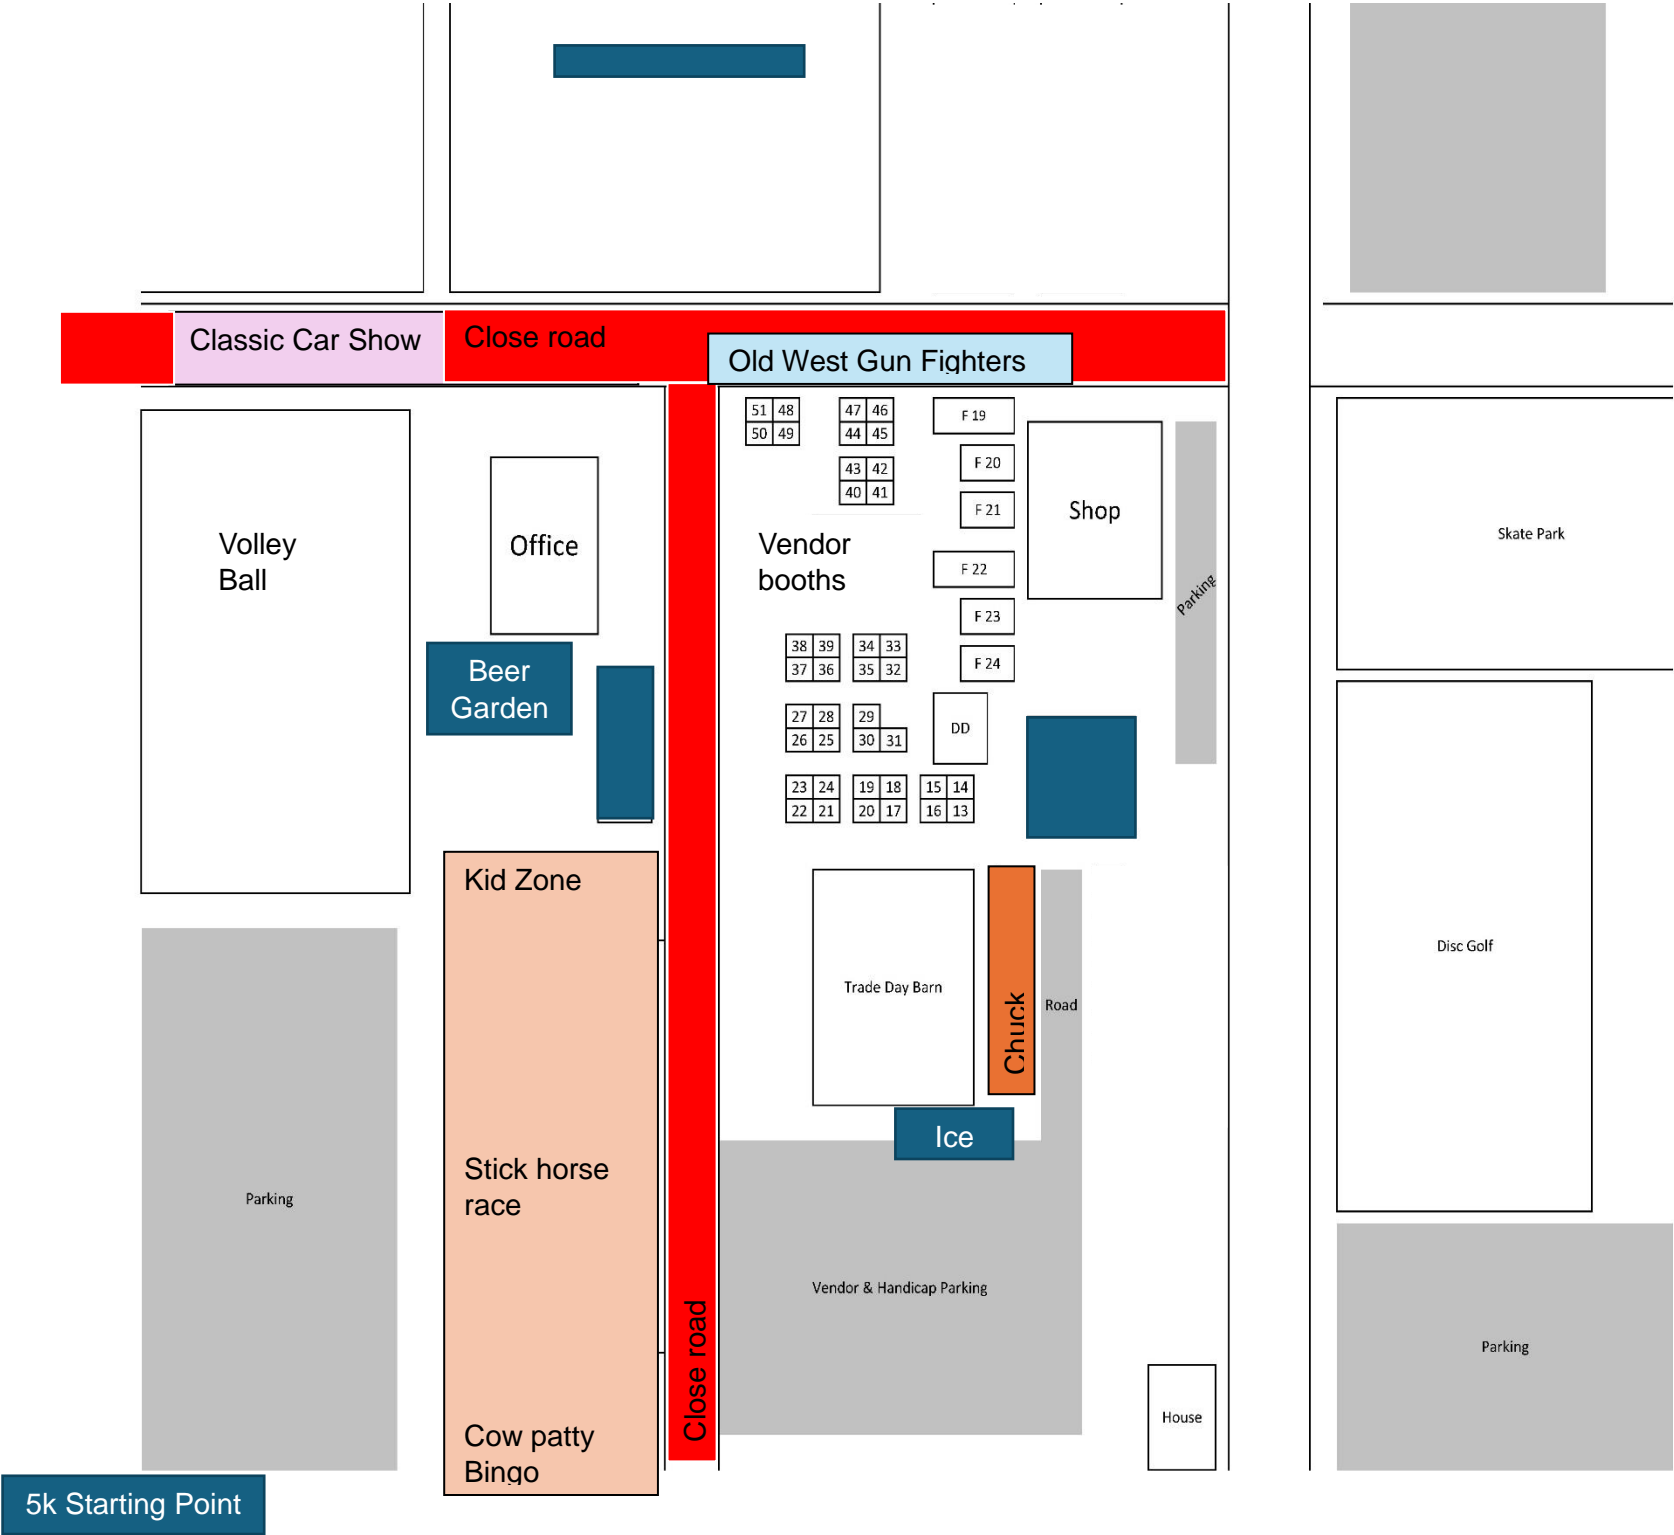 Classic Car Show
Close road
Old West Gun Fighters
51 48
50 49
47 46
44 45
43 42
40 41
F 19
F 20
F 21
F 22
F 23
F 24
Shop
Parking
Skate Park
Volley
Ball
Office
Vendor
booths
Beer
Garden
38 39
37 36
34 33
35 32
27 28
26 25
29
30 31
DD
23 24
22 21
19 18
20 17
15 14
16 13
Kid Zone
Trade Day Barn
Chuck
Road
Disc Golf
Ice
Stick horse
race
Parking
Vendor & Handicap Parking
Close road
Parking
House
Cow patty
Bingo
5k Starting Point